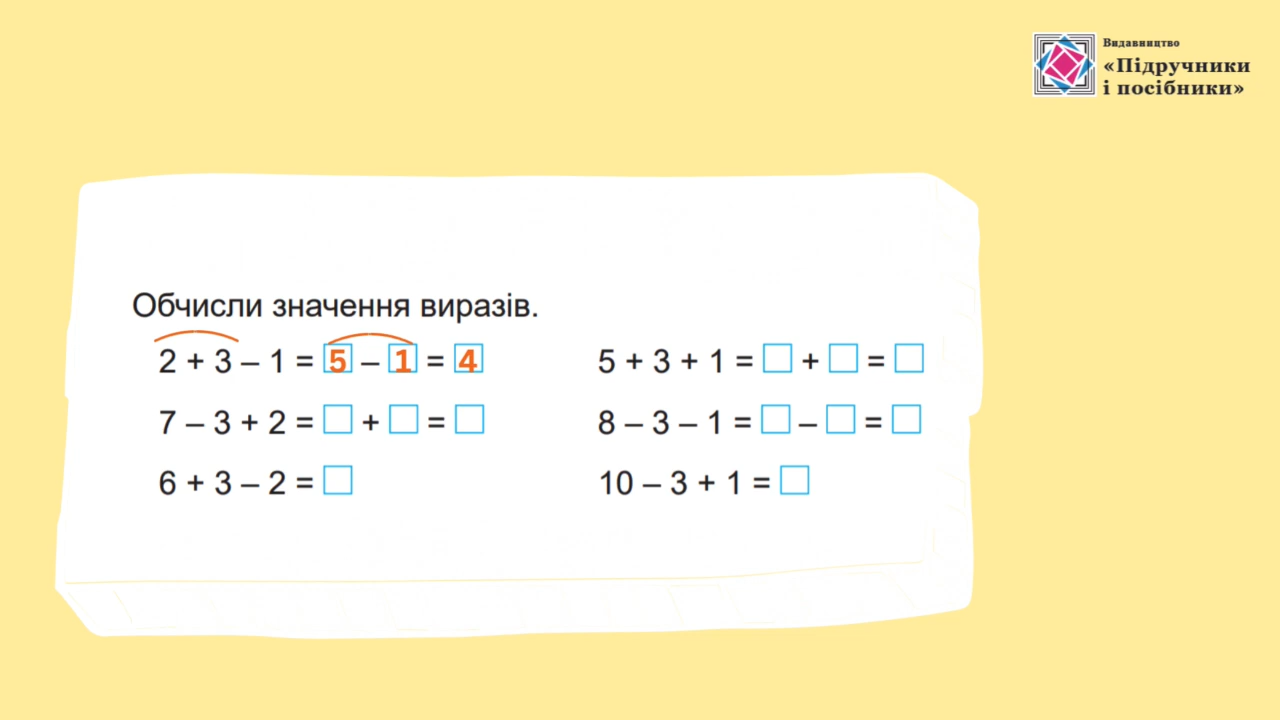 Видавництво
«Підручники
і посібники»
Обчисли значення виразів.
2 + 3 – 1 = 5 – 1 = 4
7 – 3 + 2 = □ + □ = □
6 + 3 – 2 = □
5 + 3 + 1 = □ + □ = □
8 – 3 – 1 = □ – □ = □
10 – 3 + 1 = □